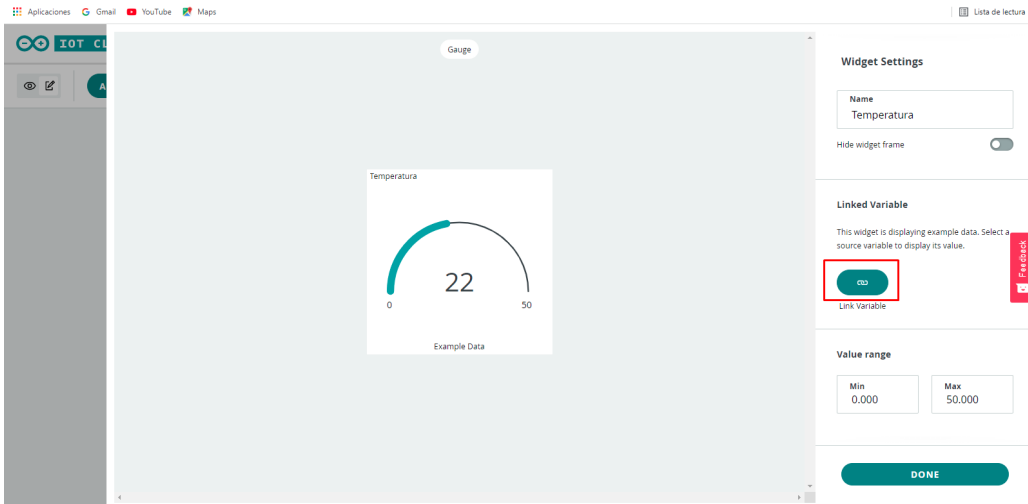 Aplicaciones Gmail YouTube Maps Lista de lectura
IOT CL
A
Gauge
Temperatura
22
0 50
Example Data
Widget Settings
Name
Temperatura
Hide widget frame
Linked Variable
This widget is displaying example data. Select a
source variable to display its value.
Link Variable
Feedback
Value range
Min
0.000
Max
50.000
DONE